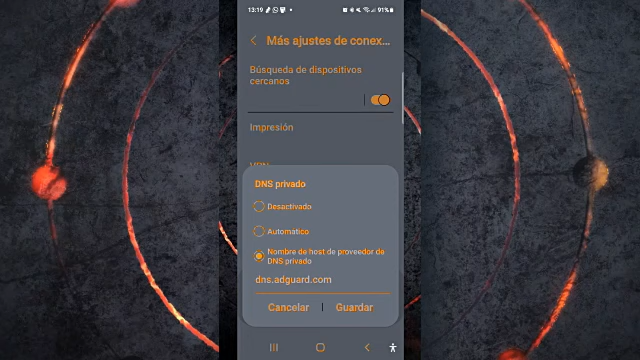 13:19
91%
Más ajustes de conex...
Búsqueda de dispositivos
cercanos
Impresión
VPN
DNS privado
Desactivado
Automático
Nombre de host de proveedor de
DNS privado
dns.adguard.com
Cancelar
Guardar